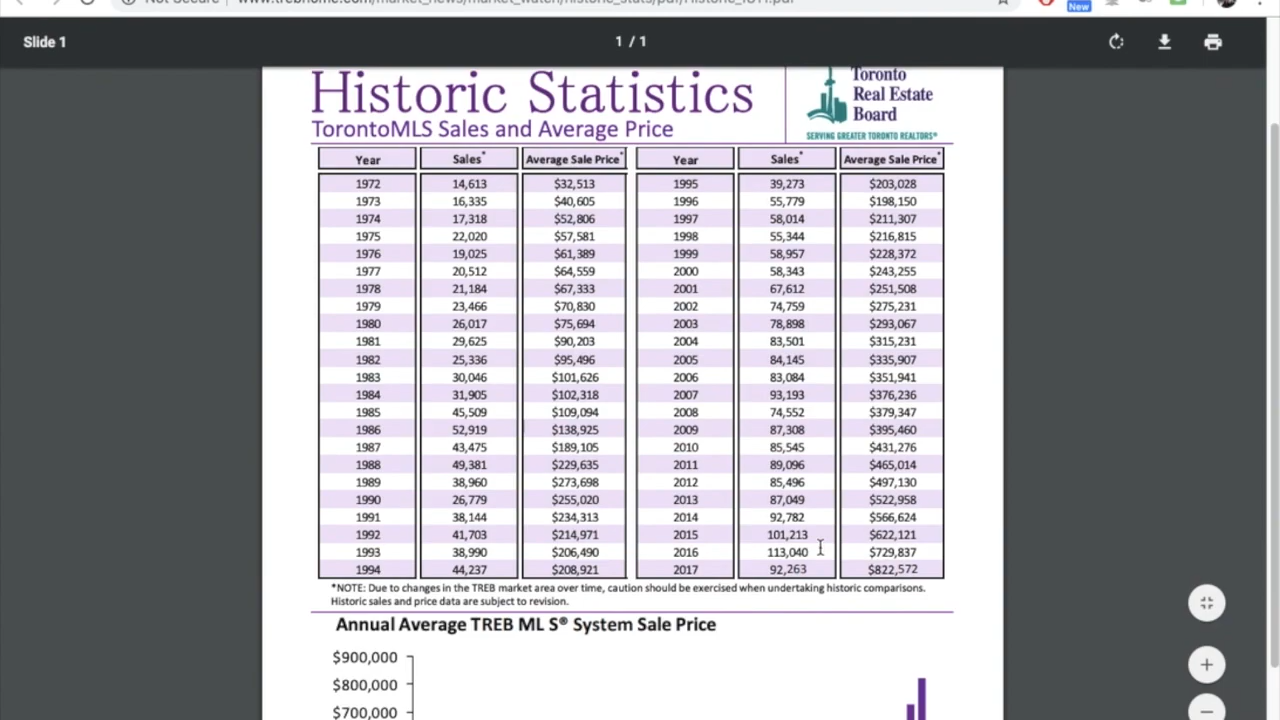 Not Secure www.trebhome.com/market_news/market_watch/historic_stats/pdf/Historic_1811.pdf
New
Slide 1
1 / 1
Historic Statistics
TorontoMLS Sales and Average Price
Toronto
Real Estate
Board
SERVING GREATER TORONTO REALTORS®
Year Sales* Average Sale Price* Year Sales* Average Sale Price*
1972 14,613 $32,513 1995 39,273 $203,028
1973 16,335 $40,605 1996 55,779 $198,150
1974 17,318 $52,806 1997 58,014 $211,307
1975 22,020 $57,581 1998 55,344 $216,815
1976 19,025 $61,389 1999 58,957 $228,372
1977 20,512 $64,559 2000 58,343 $243,255
1978 21,184 $67,333 2001 67,612 $251,508
1979 23,466 $70,830 2002 74,759 $275,231
1980 26,017 $75,694 2003 78,898 $293,067
1981 29,625 $90,203 2004 83,501 $315,231
1982 25,336 $95,496 2005 84,145 $335,907
1983 30,046 $101,626 2006 83,084 $351,941
1984 31,905 $102,318 2007 93,193 $376,236
1985 45,509 $109,094 2008 74,552 $379,347
1986 52,919 $138,925 2009 87,308 $395,460
1987 43,475 $189,105 2010 85,545 $431,276
1988 49,381 $229,635 2011 89,096 $465,014
1989 38,960 $273,698 2012 85,496 $497,130
1990 26,779 $255,020 2013 87,049 $522,958
1991 38,144 $234,313 2014 92,782 $566,624
1992 41,703 $214,971 2015 101,213 $622,121
1993 38,990 $206,490 2016 113,040 $729,837
1994 44,237 $208,921 2017 92,263 $822,572
*NOTE: Due to changes in the TREB market area over time, caution should be exercised when undertaking historic comparisons.
Historic sales and price data are subject to revision.
Annual Average TREB ML S® System Sale Price
$900,000
$800,000
$700,000